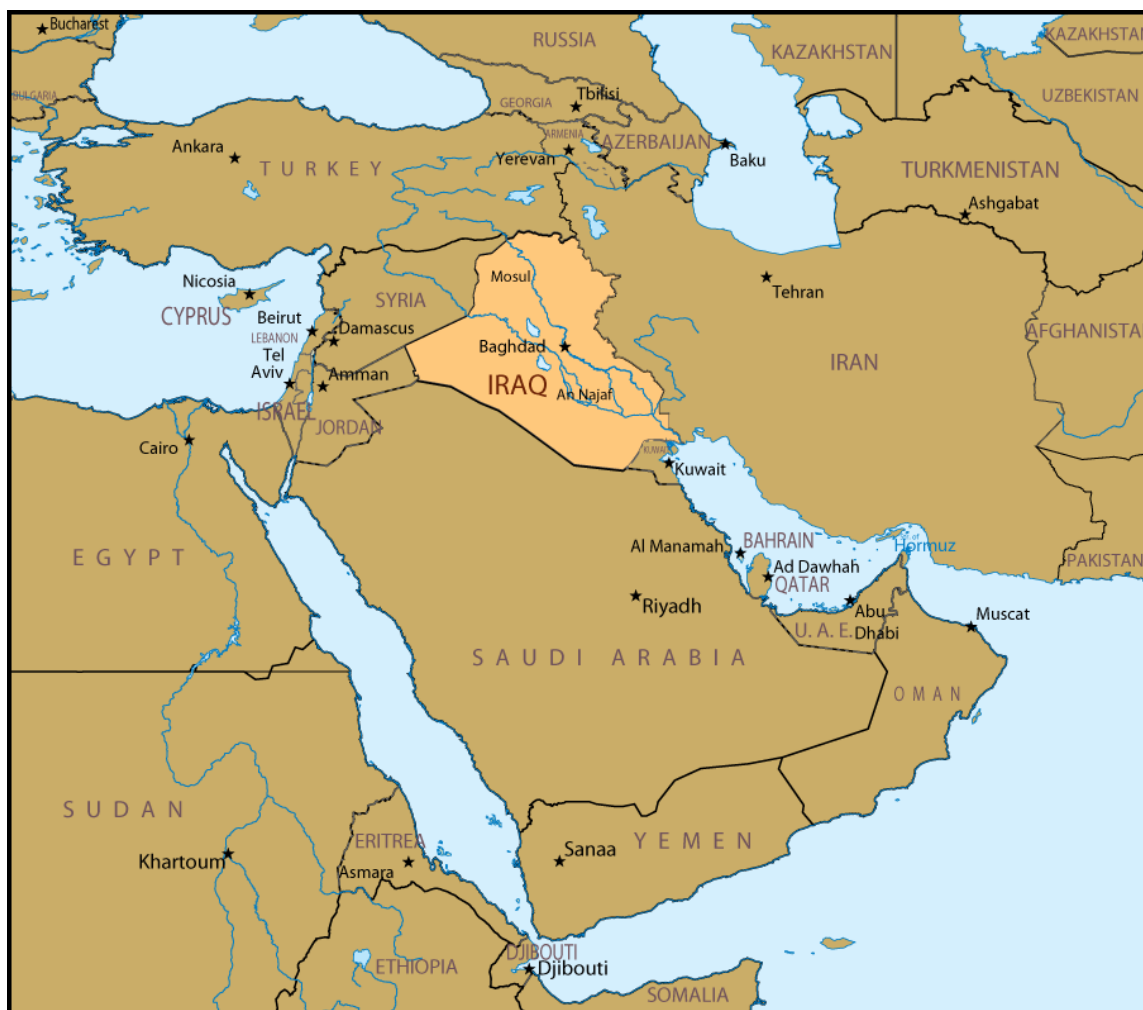 Bucharest
RUSSIA
KAZAKHSTAN
KAZAKHSTAN
BULGARIA
GEORGIA
Tbilisi
UZBEKISTAN
Ankara
TURKEY
ARMENIA
Yerevan
AZERBAIJAN
Baku
TURKMENISTAN
Ashgabat
Nicosia
CYPRUS
SYRIA
Mosul
Tehran
Beirut
LEBANON
Damascus
Baghdad
IRAQ
An Najaf
IRAN
AFGHANISTA
Tel
Aviv
Amman
ISRAEL
JORDAN
Cairo
KUWAIT
Kuwait
EGYPT
Al Manamah
BAHRAIN
Ad Dawhah
QATAR
St. of
Hormuz
PAKISTAN
Riyadh
U. A. E.
Abu
Dhabi
Muscat
SAUDI ARABIA
OMAN
SUDAN
Khartoum
ERITREA
Asmara
YEMEN
Sanaa
ETHIOPIA
DJIBOUTI
Djibouti
SOMALIA